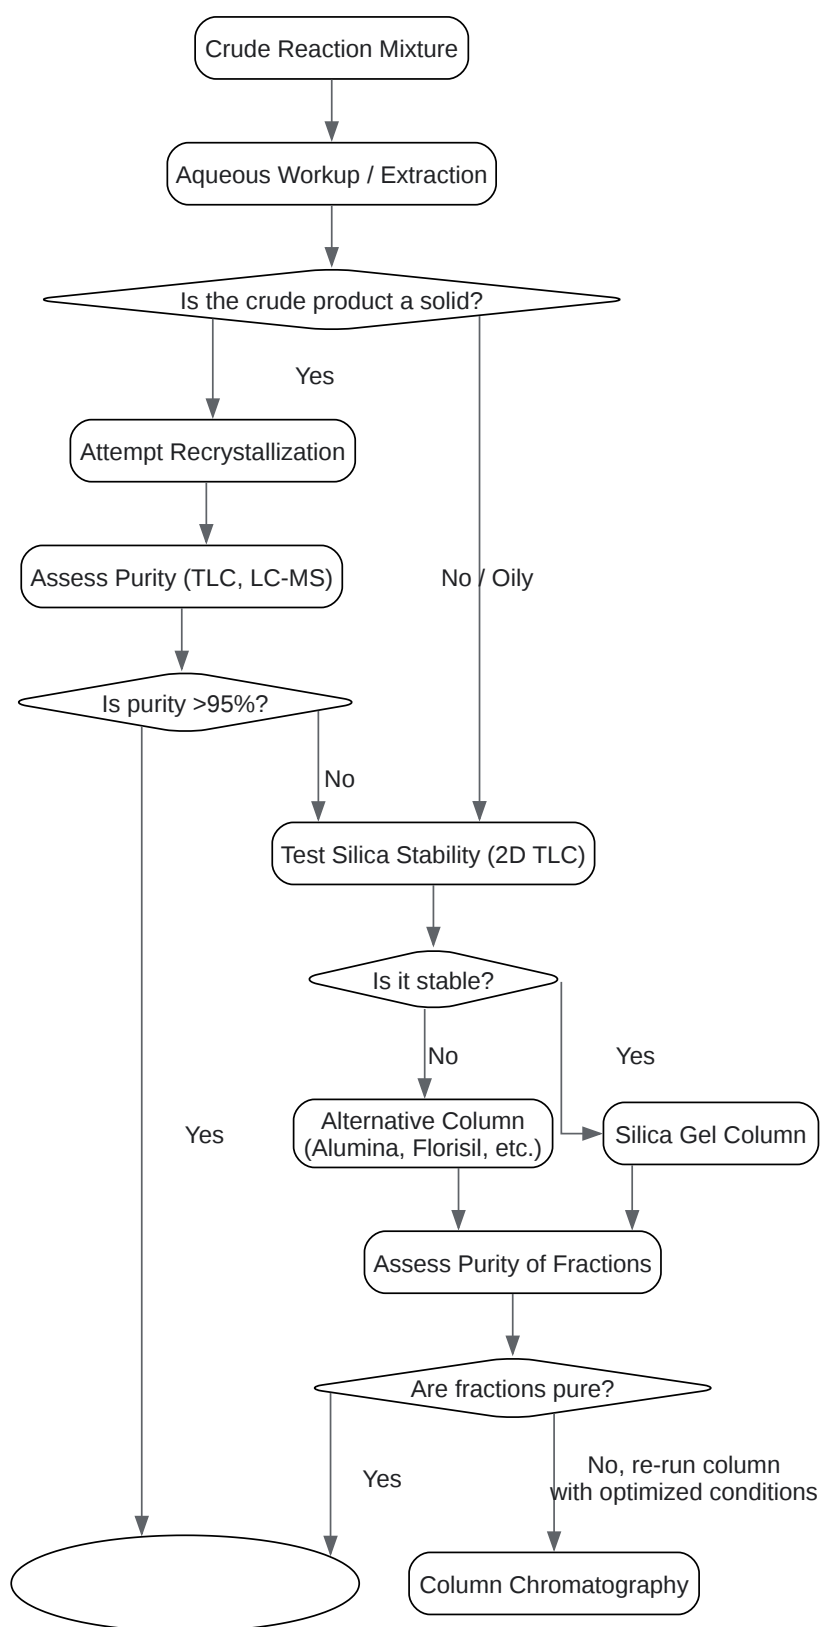 Crude Reaction Mixture
Aqueous Workup / Extraction
Is the crude product a solid?
Yes
Attempt Recrystallization
Assess Purity (TLC, LC-MS)
No / Oily
Is purity >95%?
No
Test Silica Stability (2D TLC)
Is it stable?
No
Yes
Alternative Column
(Alumina, Florisil, etc.)
Silica Gel Column
Yes
Assess Purity of Fractions
Are fractions pure?
Yes
No, re-run column
with optimized conditions
Column Chromatography